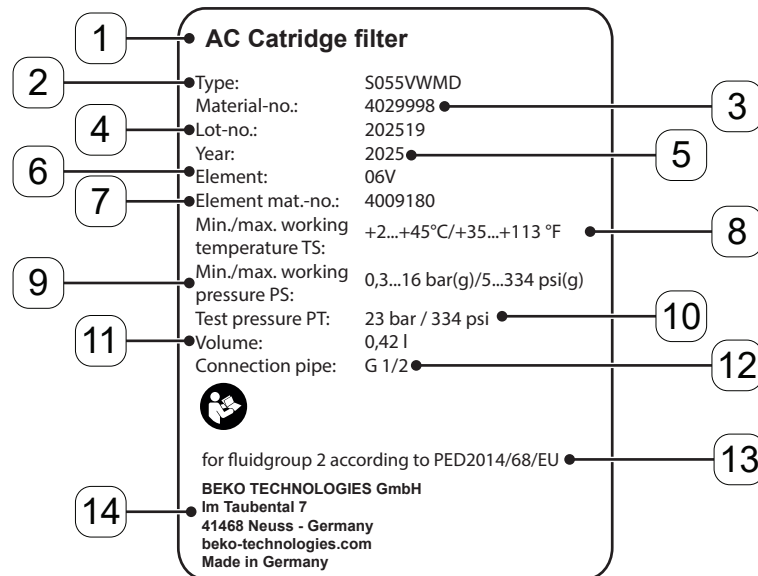 1 AC Catridge filter
2 Type: S055VWMD
Material-no.: 4029998 3
4 Lot-no.: 202519
Year: 2025 5
6 Element: 06V
7 Element mat.-no.: 4009180
Min./max. working
temperature TS: +2...+45°C/+35...+113 °F 8
9 Min./max. working
pressure PS: 0,3...16 bar(g)/5...334 psi(g)
Test pressure PT: 23 bar / 334 psi 10
11 Volume: 0,42 l
Connection pipe: G 1/2 12
for fluidgroup 2 according to PED2014/68/EU 13
BEKO TECHNOLOGIES GmbH
14 Im Taubental 7
41468 Neuss - Germany
beko-technologies.com
Made in Germany